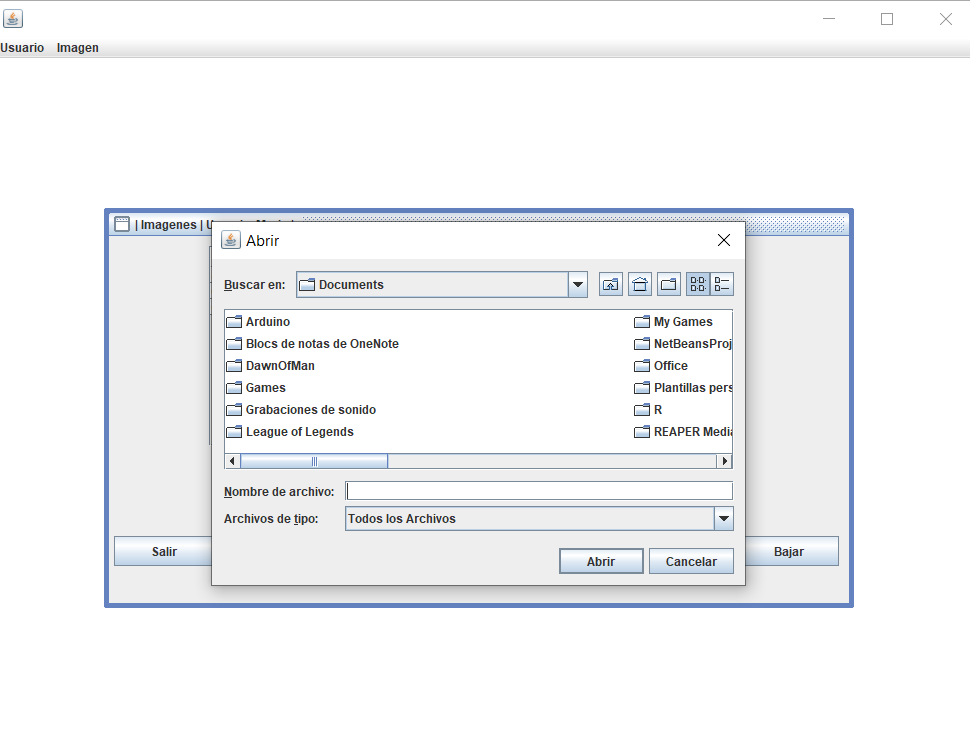 Usuario Imagen
| Imagenes |
Abrir
Buscar en: Documents
Arduino
Blocs de notas de OneNote
DawnOfMan
Games
Grabaciones de sonido
League of Legends
My Games
NetBeansProj
Office
Plantillas pers
R
REAPER Media
Nombre de archivo:
Archivos de tipo: Todos los Archivos
Abrir Cancelar
Salir
Bajar